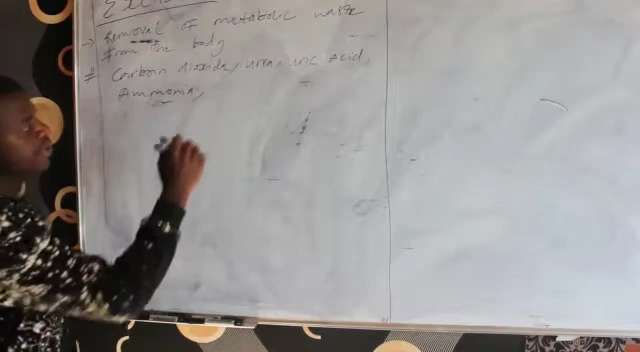 → Removal of metabolic waste
from the body
# Carbon dioxide, urea, uric acid,
Ammonia,